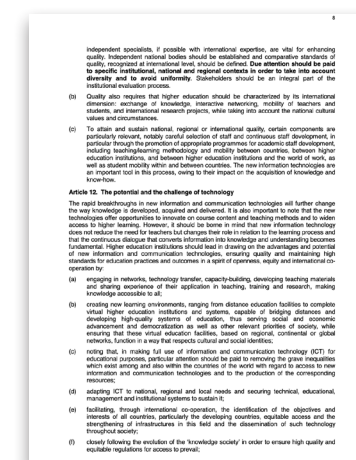 8
independent specialists, if possible with international expertise, are vital for enhancing
quality. Independent national bodies should be established and comparative standards of
quality, recognized at international level, should be defined. Due attention should be paid
to specific institutional, national and regional contexts in order to take into account
diversity and to avoid uniformity. Stakeholders should be an integral part of the
institutional evaluation process.
(b) Quality also requires that higher education should be characterized by its international
dimension: exchange of knowledge, interactive networking, mobility of teachers and
students, and international research projects, while taking into account the national cultural
values and circumstances.
(c) To attain and sustain national, regional or international quality, certain components are
particularly relevant, notably careful selection of staff and continuous staff development, in
particular through the promotion of appropriate programmes for academic staff development,
including teaching/learning methodology and mobility between countries, between higher
education institutions, and between higher education institutions and the world of work, as
well as student mobility within and between countries. The new information technologies are
an important tool in this process, owing to their impact on the acquisition of knowledge and
know-how.
Article 12. The potential and the challenge of technology
The rapid breakthroughs in new information and communication technologies will further change
the way knowledge is developed, acquired and delivered. It is also important to note that the new
technologies offer opportunities to innovate on course content and teaching methods and to widen
access to higher learning. However, it should be borne in mind that new information technology
does not reduce the need for teachers but changes their role in relation to the learning process and
that the continuous dialogue that converts information into knowledge and understanding becomes
fundamental. Higher education institutions should lead in drawing on the advantages and potential
of new information and communication technologies, ensuring quality and maintaining high
standards for education practices and outcomes in a spirit of openness, equity and international co-
operation by:
(a) engaging in networks, technology transfer, capacity-building, developing teaching materials
and sharing experience of their application in teaching, training and research, making
knowledge accessible to all;
(b) creating new learning environments, ranging from distance education facilities to complete
virtual higher education institutions and systems, capable of bridging distances and
developing high-quality systems of education, thus serving social and economic
advancement and democratization as well as other relevant priorities of society, while
ensuring that these virtual education facilities, based on regional, continental or global
networks, function in a way that respects cultural and social identities;
(c) noting that, in making full use of information and communication technology (ICT) for
educational purposes, particular attention should be paid to removing the grave inequalities
which exist among and also within the countries of the world with regard to access to new
information and communication technologies and to the production of the corresponding
resources;
(d) adapting ICT to national, regional and local needs and securing technical, educational,
management and institutional systems to sustain it;
(e) facilitating, through international co-operation, the identification of the objectives and
interests of all countries, particularly the developing countries, equitable access and the
strengthening of infrastructures in this field and the dissemination of such technology
throughout society;
(f) closely following the evolution of the 'knowledge society' in order to ensure high quality and
equitable regulations for access to prevail;